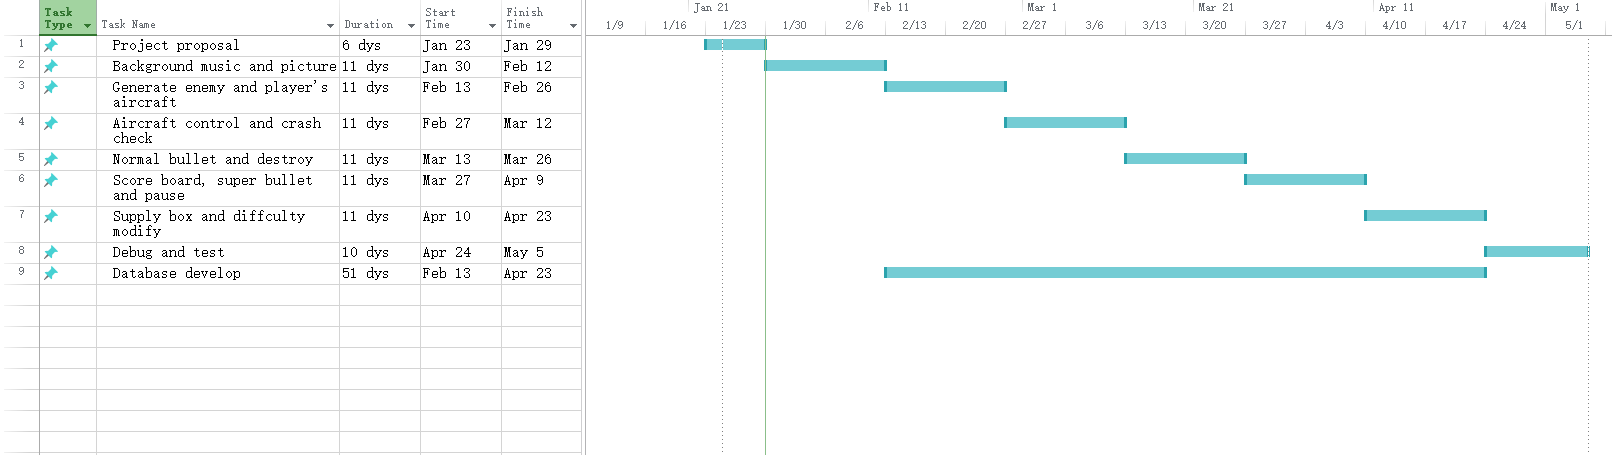 Task Type Task Name Duration Start Time Finish Time
Jan 21 Feb 11 Mar 1 Mar 21 Apr 11 May 1
1/9 1/16 1/23 1/30 2/6 2/13 2/20 2/27 3/6 3/13 3/20 3/27 4/3 4/10 4/17 4/24 5/1
1 Project proposal 6 dys Jan 23 Jan 29
2 Background music and picture 11 dys Jan 30 Feb 12
3 Generate enemy and player's 11 dys Feb 13 Feb 26
aircraft
4 Aircraft control and crash 11 dys Feb 27 Mar 12
check
5 Normal bullet and destroy 11 dys Mar 13 Mar 26
6 Score board, super bullet 11 dys Mar 27 Apr 9
and pause
7 Supply box and diffculty 11 dys Apr 10 Apr 23
modify
8 Debug and test 10 dys Apr 24 May 5
9 Database develop 51 dys Feb 13 Apr 23